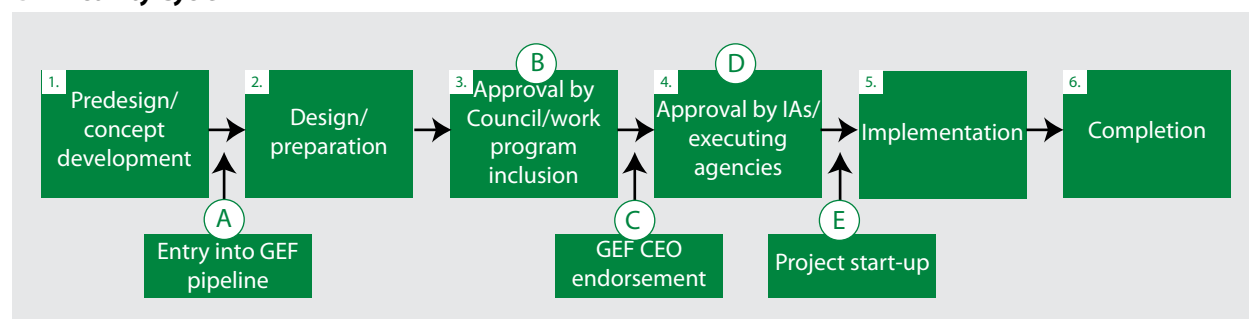 1.
Predesign/
concept
development
2.
Design/
preparation
B
3.
Approval by
Council/work
program
inclusion
D
4.
Approval by IAs/
executing
agencies
5.
Implementation
6.
Completion
A
Entry into GEF
pipeline
C
GEF CEO
endorsement
E
Project start-up